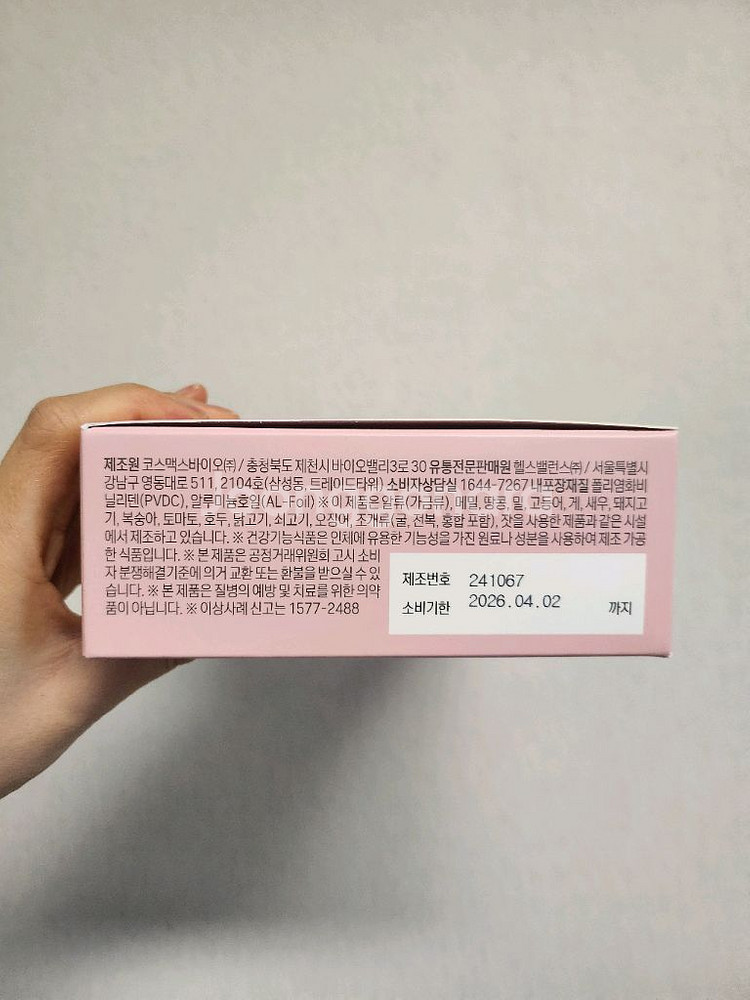 제조원 코스맥스바이오㈜ / 충청북도 제천시 바이오밸리3로 30 유통전문판매원 헬스밸런스㈜ / 서울특별시
강남구 영동대로 511, 2104호(삼성동, 트레이드타워) 소비자상담실 1644-7267 내포장재질 폴리염화비
닐리덴(PVDC), 알루미늄호일(AL-Foil) ※ 이 제품은 알류(가금류), 메밀, 땅콩, 밀, 고등어, 게, 새우, 돼지고
기, 복숭아, 토마토, 호두, 닭고기, 쇠고기, 오징어, 조개류(굴, 전복, 홍합 포함), 잣을 사용한 제품과 같은 시설
에서 제조하고 있습니다. ※ 건강기능식품은 인체에 유용한 기능성을 가진 원료나 성분을 사용하여 제조 가공
한 식품입니다. ※ 본 제품은 공정거래위원회 고시 소비
자 분쟁해결기준에 의거 교환 또는 환불을 받으실 수 있
습니다. ※ 본 제품은 질병의 예방 및 치료를 위한 의약
품이 아닙니다. ※ 이상사례 신고는 1577-2488
제조번호 241067
소비기한 2026.04.02 까지